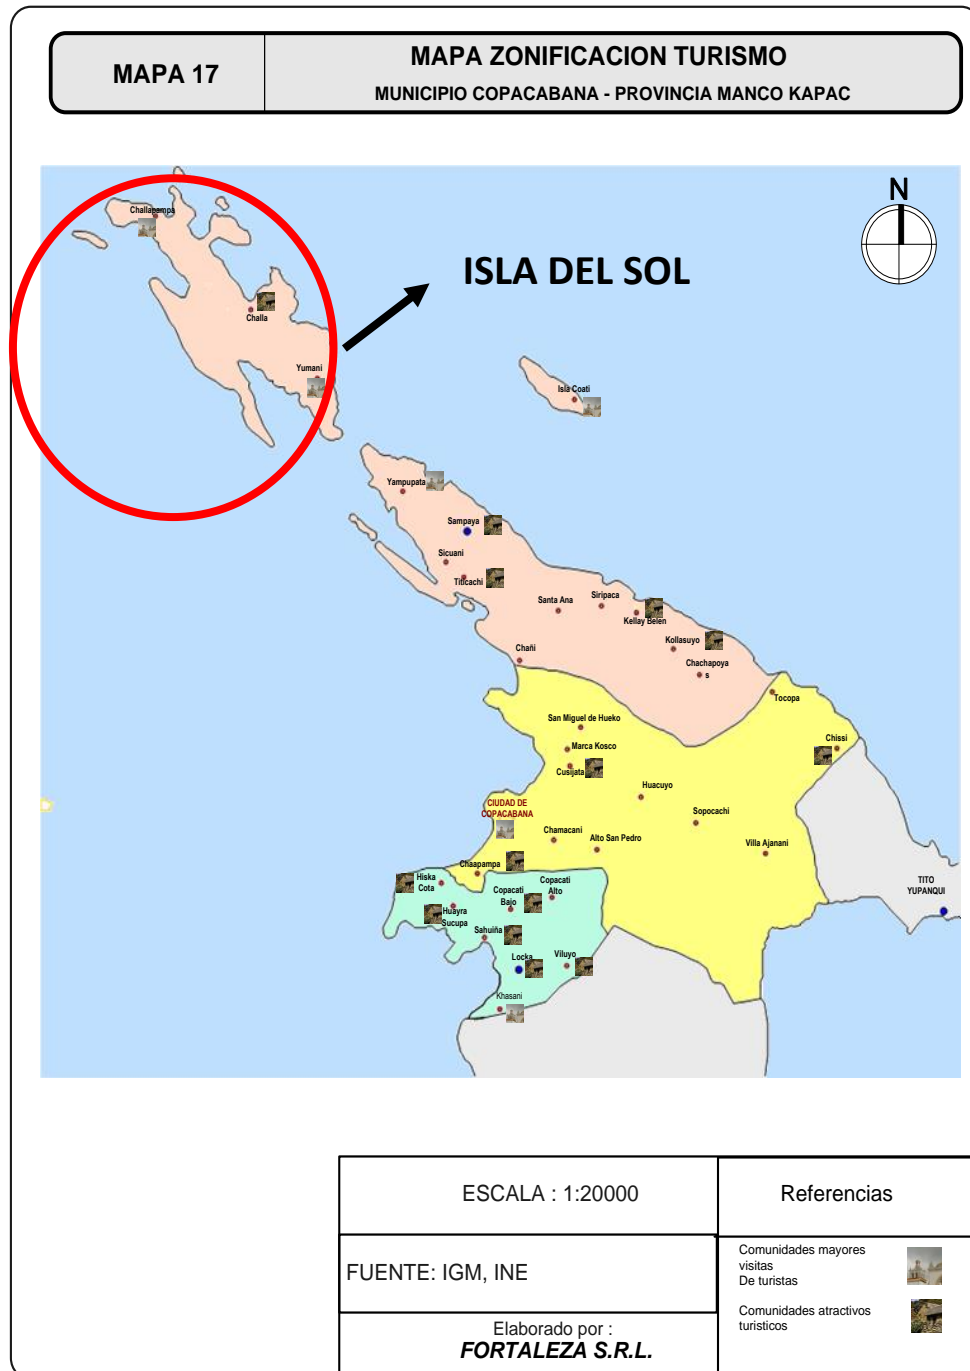 MAPA 17
MAPA ZONIFICACION TURISMO
MUNICIPIO COPACABANA - PROVINCIA MANCO KAPAC
N
Challapampa
ISLA DEL SOL
Challa
Yumani
Isla Coati
Yampupata
Sampaya
Sicuani
Titicachi
Santa Ana
Siripaca
Kellay Belen
Kollasuyo
Chañi
Chachapoya
s
Tocopa
San Miguel de Hueko
Chissi
Marca Kosco
Cusijata
Huacuyo
CIUDAD DE
COPACABANA
Sopocachi
Chamacani
Alto San Pedro
Villa Ajanani
Chaapampa
Hiska
Cota
Copacati
Bajo
Copacati
Alto
TITO
YUPANQUI
Huayra
Sucupa
Sahuiña
Locka
Viluyo
Khasani
ESCALA : 1:20000
Referencias
FUENTE: IGM, INE
Comunidades mayores
visitas
De turistas
Comunidades atractivos
turisticos
Elaborado por :
FORTALEZA S.R.L.